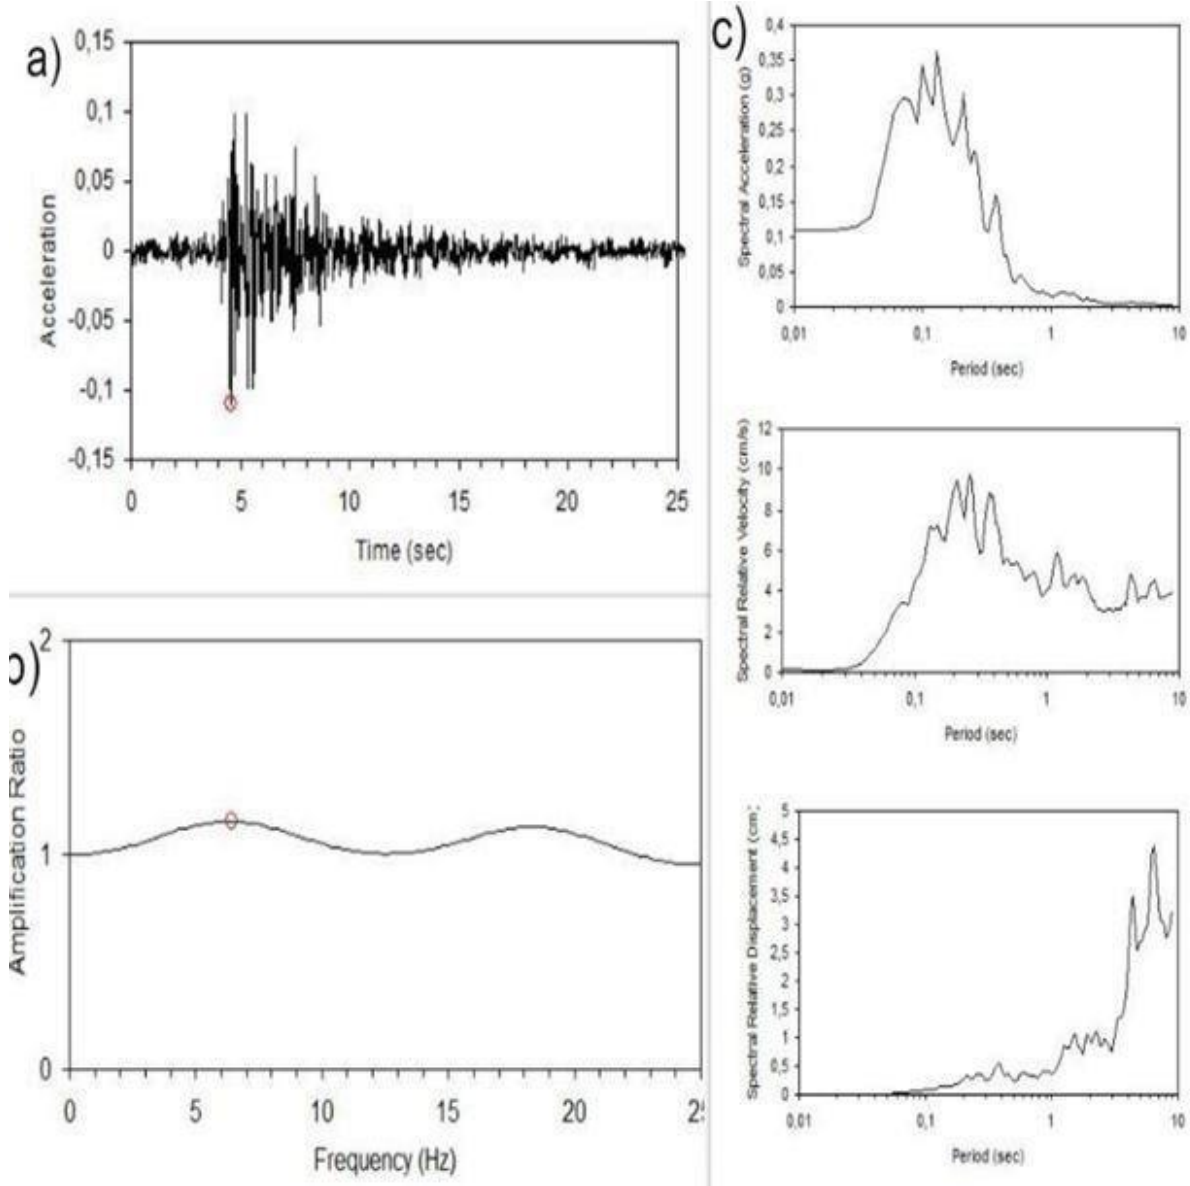 a)
0,15
0,1
0,05
0
-0,05
-0,1
-0,15
Acceleration
0 5 10 15 20 25
Time (sec)
2
1
0
Amplification Ratio
0 5 10 15 20
Frequency (Hz)
c)
0,4
0,35
0,3
0,25
0,2
0,15
0,1
0,05
0
Spectral Acceleration (g)
0,01 0,1 1 10
Period (sec)
12
10
8
6
4
2
0
Spectral Relative Velocity (cm/s)
0,01 0,1 1 10
Period (sec)
5
4,5
4
3,5
3
2,5
2
1,5
1
0,5
0
Spectral Relative Displacement (cm
0,01 0,1 1 10
Period (sec)